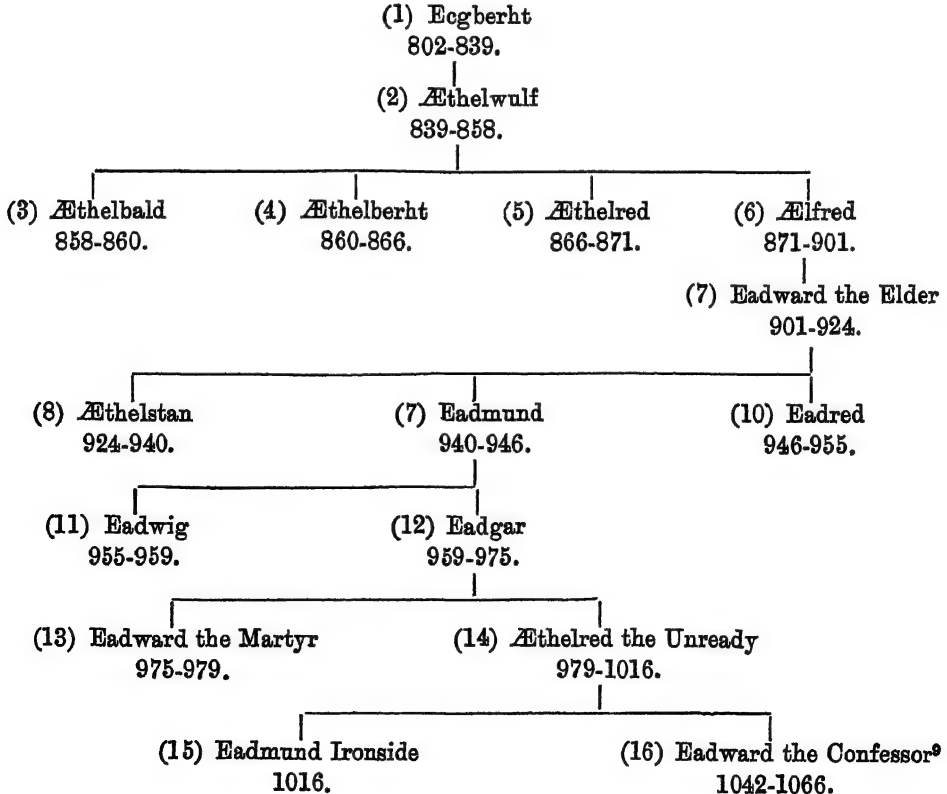 (1) Ecgberht
802-839.
(2) Æthelwulf
839-858.
(3) Æthelbald (4) Æthelberht (5) Æthelred (6) Ælfred
858-860. 860-866. 866-871. 871-901.
(7) Eadward the Elder
901-924.
(8) Æthelstan (7) Eadmund (10) Eadred
924-940. 940-946. 946-955.
(11) Eadwig (12) Eadgar
955-959. 959-975.
(13) Eadward the Martyr (14) Æthelred the Unready
975-979. 979-1016.
(15) Eadmund Ironside (16) Eadward the Confessor⁹
1016. 1042-1066.